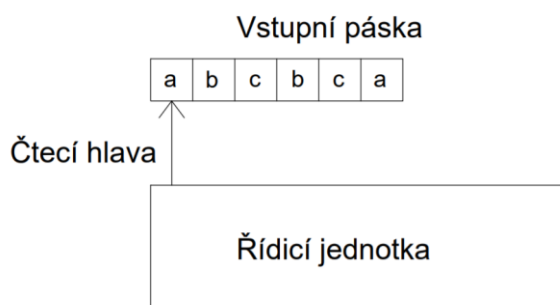 Vstupní páska
a b c b c a
Čtecí hlava
Řídicí jednotka